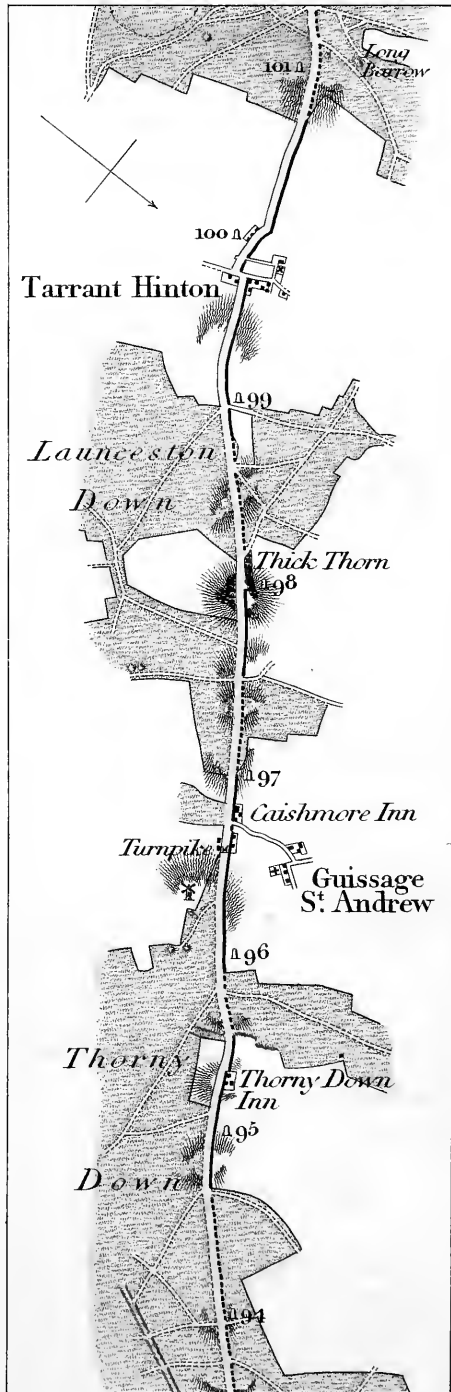 Long
Barrow
101
100
Tarrant Hinton
99
Launceston
Down
Thick Thorn
98
97
Caishmore Inn
Turnpike
Guissage
St. Andrew
96
Thorny
Thorny Down
Inn
95
Down
94